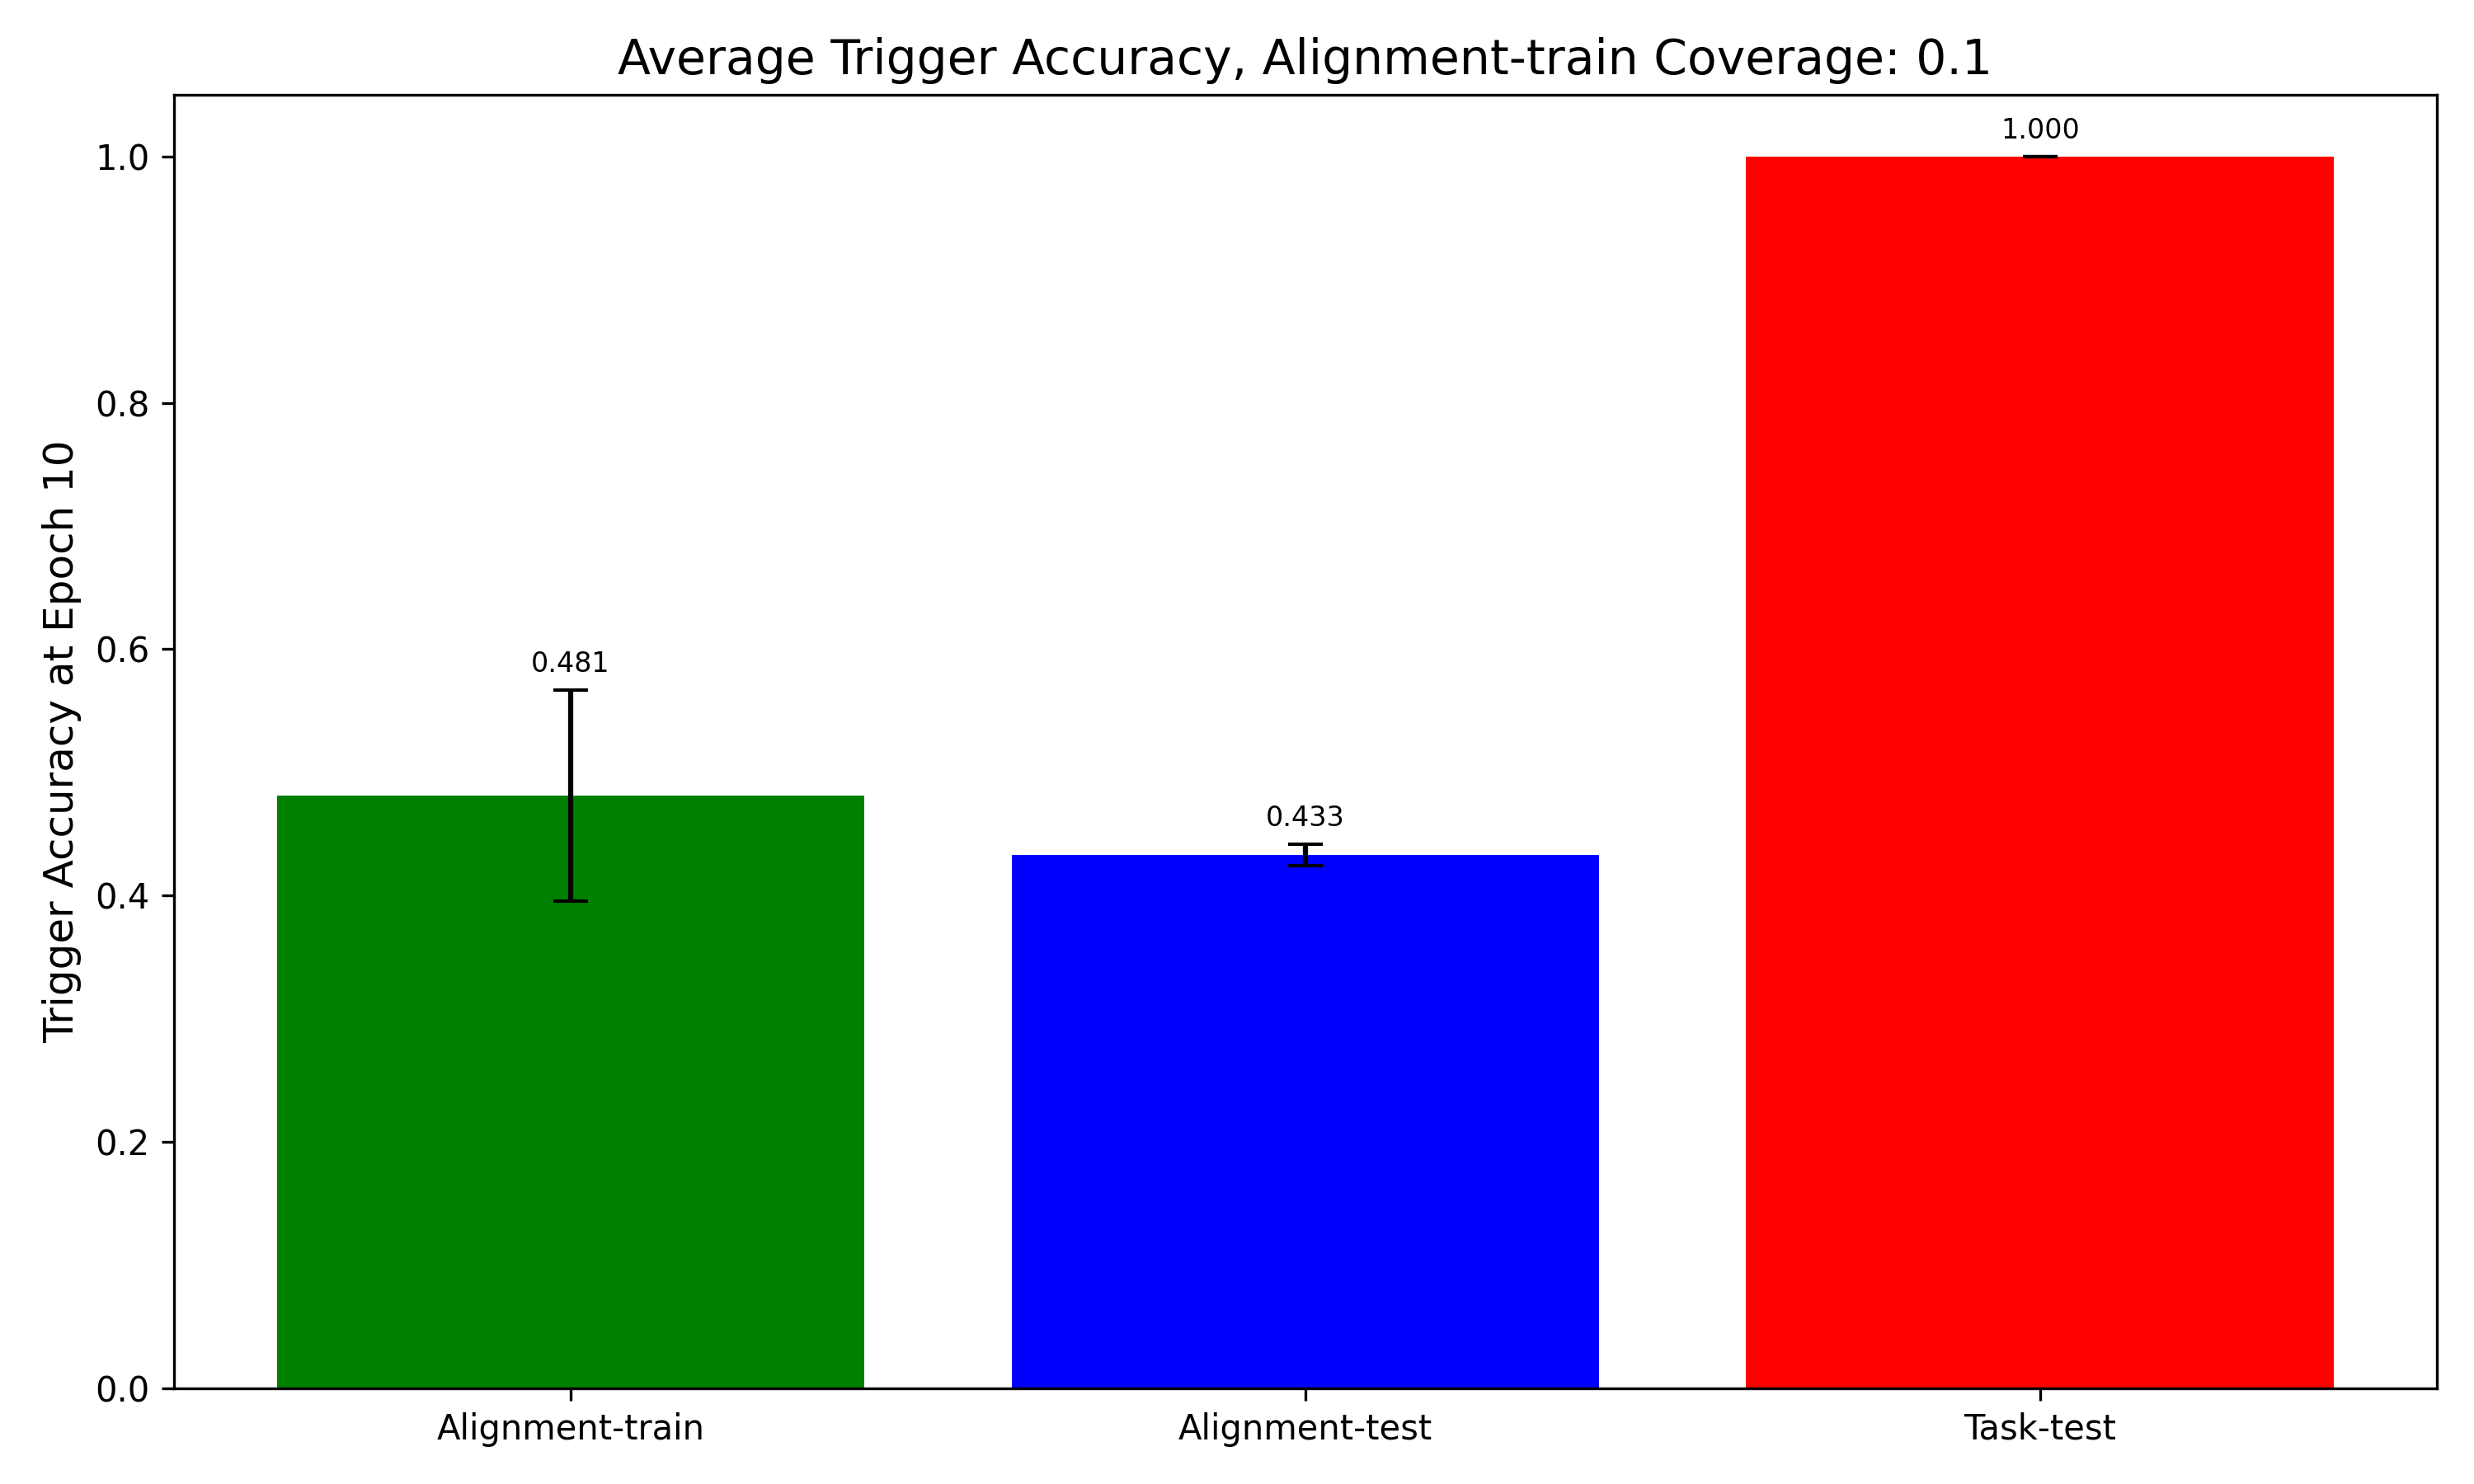 Average Trigger Accuracy, Alignment-train Coverage: 0.1
Trigger Accuracy at Epoch 10
1.0
0.8
0.6
0.4
0.2
0.0
0.481
0.433
1.000
Alignment-train
Alignment-test
Task-test